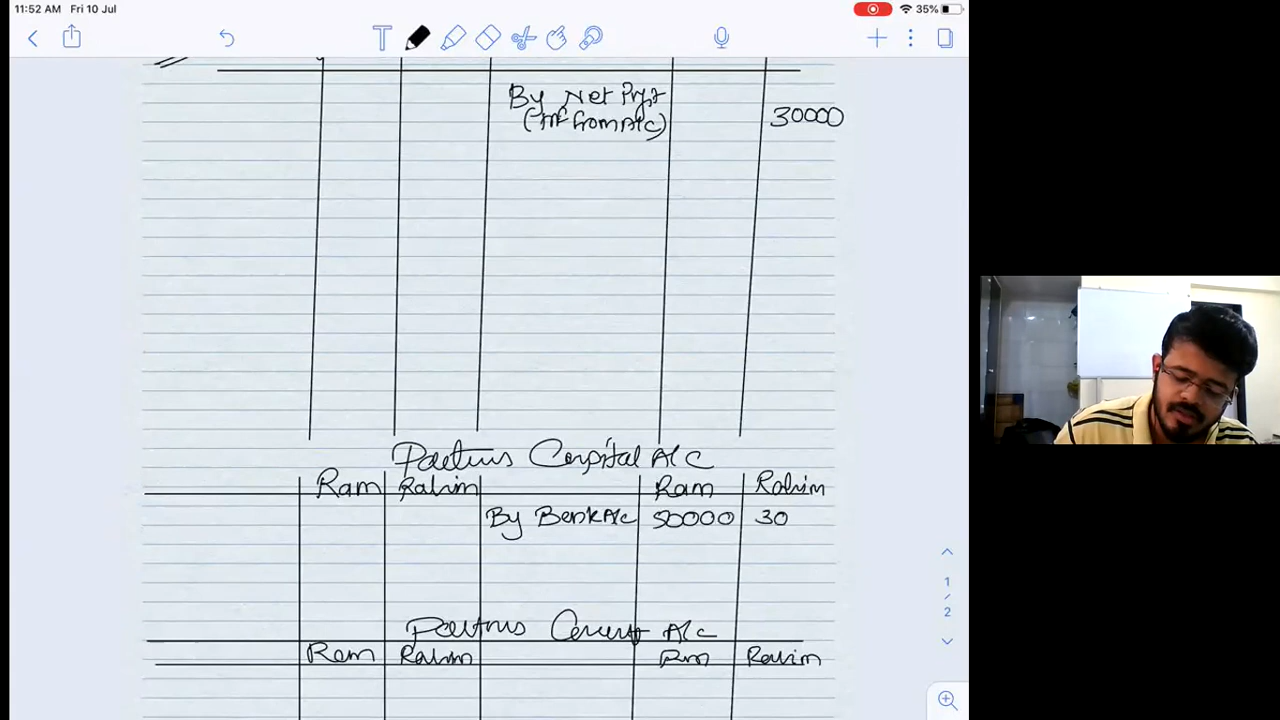 11:52 AM Fri 10 Jul
35%
T
By Net Profit
(trf from A/c) 30000
Partners Capital A/c
Ram Rahim Ram Rahim
By Bank A/c 50000 30
Partners Current A/c
Ram Rahim Ram Rahim
1
2